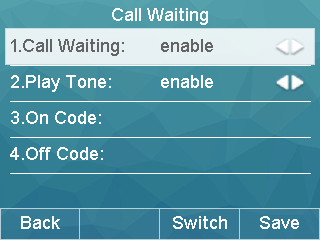 Call Waiting
1.Call Waiting: enable
2.Play Tone: enable
3.On Code:
4.Off Code:
Back Switch Save